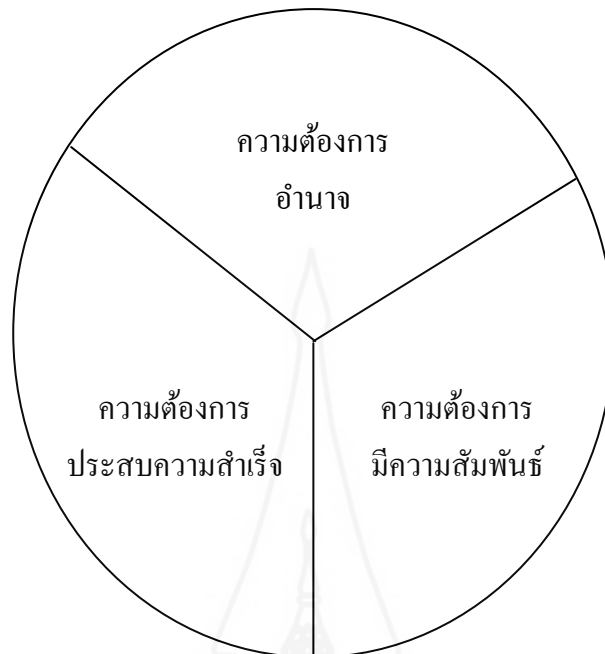 ความต้องการ
อำนาจ
ความต้องการ
ประสบความสำเร็จ
ความต้องการ
มีความสัมพันธ์